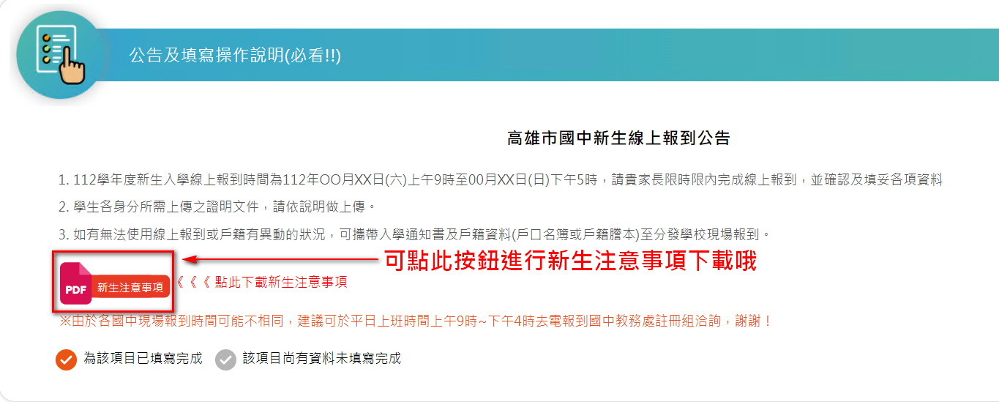 公告及填寫操作說明(必看!!)
高雄市國中新生線上報到公告
1. 112學年度新生入學線上報到時間為112年OO月XX日(六)上午9時至00月XX日(日)下午5時，請貴家長限時限內完成線上報到，並確認及填妥各項資料
2. 學生各身分所需上傳之證明文件，請依說明做上傳。
3. 如有無法使用線上報到或戶籍有異動的狀況，可攜帶入學通知書及戶籍資料(戶口名簿或戶籍謄本)至分發學校現場報到。
可點此按鈕進行新生注意事項下載哦
PDF 新生注意事項 《《《 點此下載新生注意事項
※由於各國中現場報到時間可能不相同，建議可於平日上班時間上午9時~下午4時去電報到國中教務處註冊組洽詢，謝謝！
為該項目已填寫完成 該項目尚有資料未填寫完成